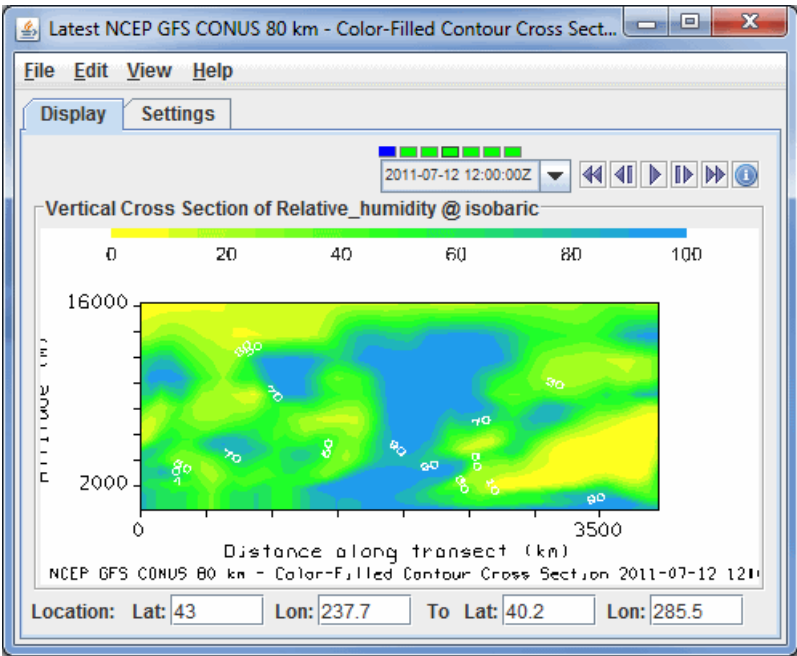 Latest NCEP GFS CONUS 80 km - Color-Filled Contour Cross Sect...
File Edit View Help
Display Settings
2011-07-12 12:00:00Z
Vertical Cross Section of Relative_humidity @ isobaric
0 20 40 60 80 100
16000
Altitude (m)
2000
0 3500
Distance along transect (km)
NCEP GFS CONUS 80 km - Color-Filled Contour Cross Section 2011-07-12
Location: Lat: 43 Lon: 237.7 To Lat: 40.2 Lon: 285.5